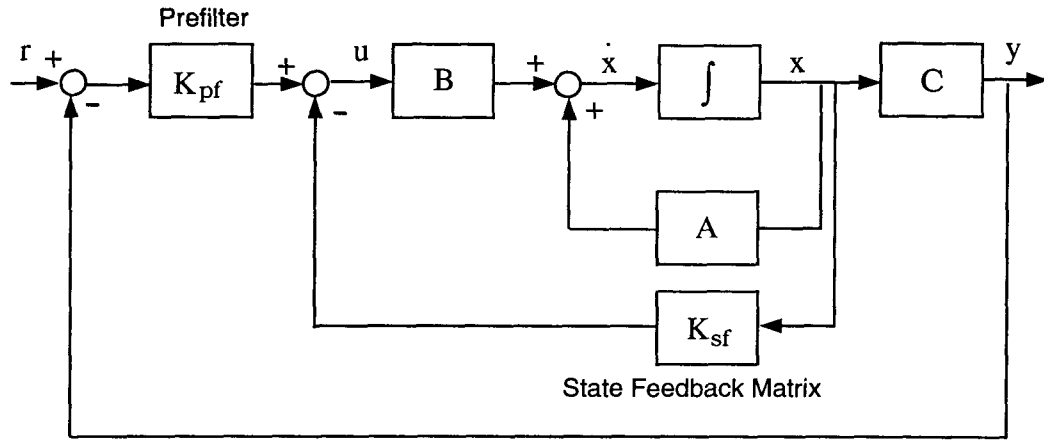 Prefilter
r + - K_pf + - u B + + ẋ ∫ x C y
A
K_sf
State Feedback Matrix